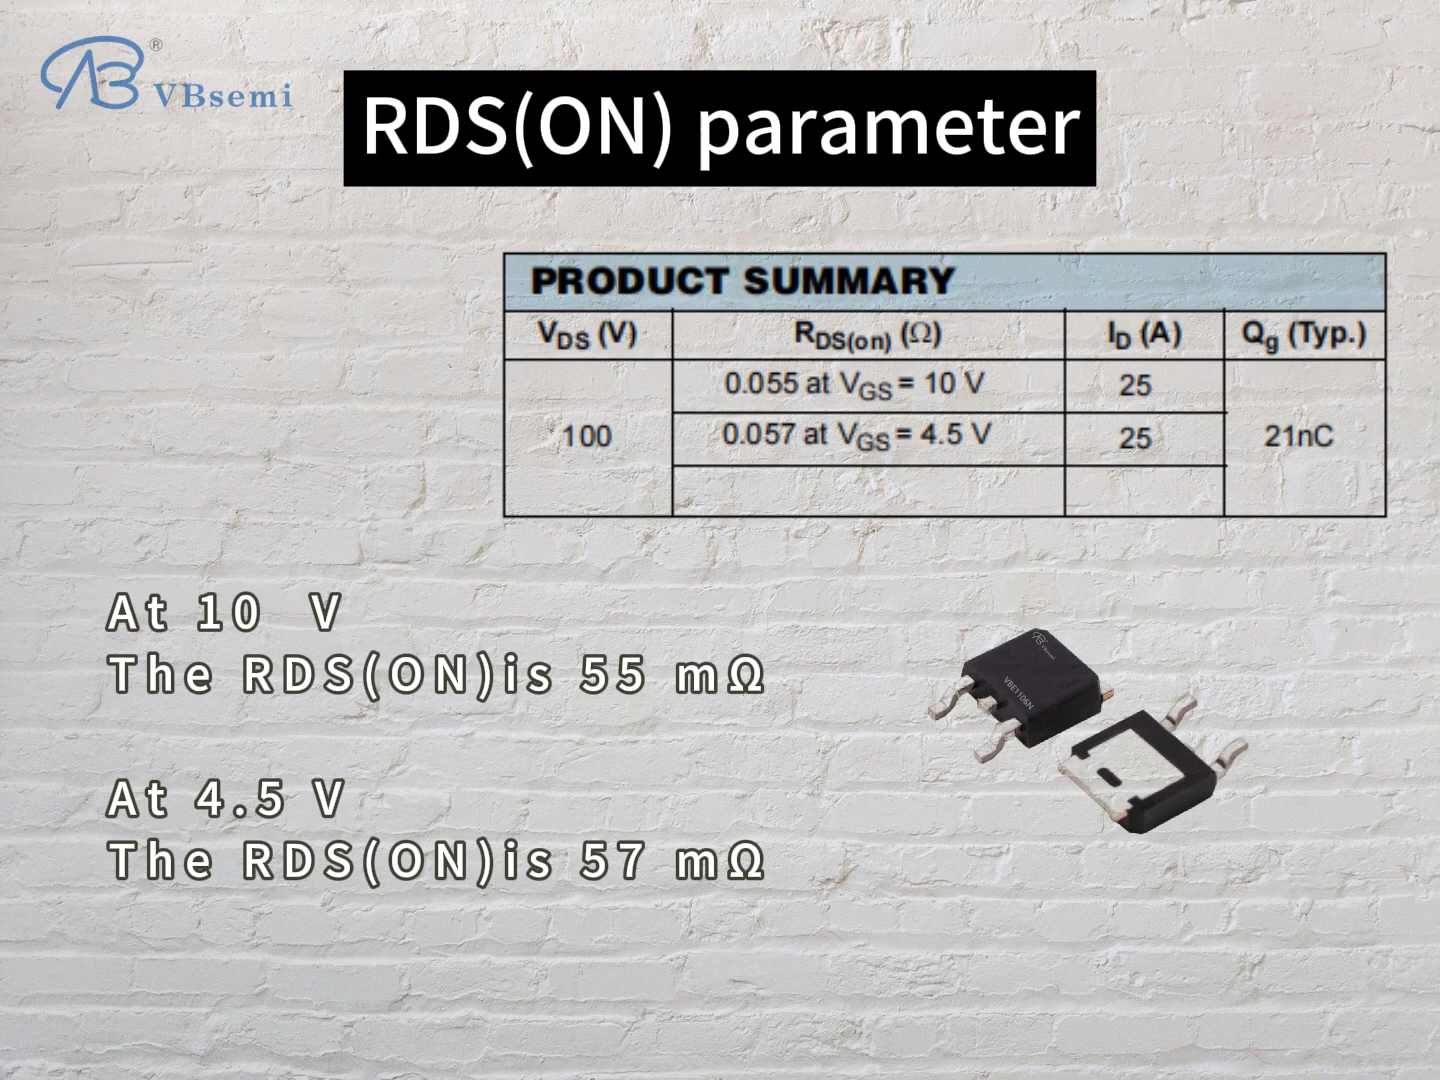 ®
VBsemi
RDS(ON) parameter
PRODUCT SUMMARY
VDS (V) RDS(on) (Ω) ID (A) Qg (Typ.)
0.055 at VGS = 10 V 25
100 0.057 at VGS = 4.5 V 25 21nC
At 10 V
The RDS(ON)is 55 mΩ
At 4.5 V
The RDS(ON)is 57 mΩ
VBsemi
VBE1106N